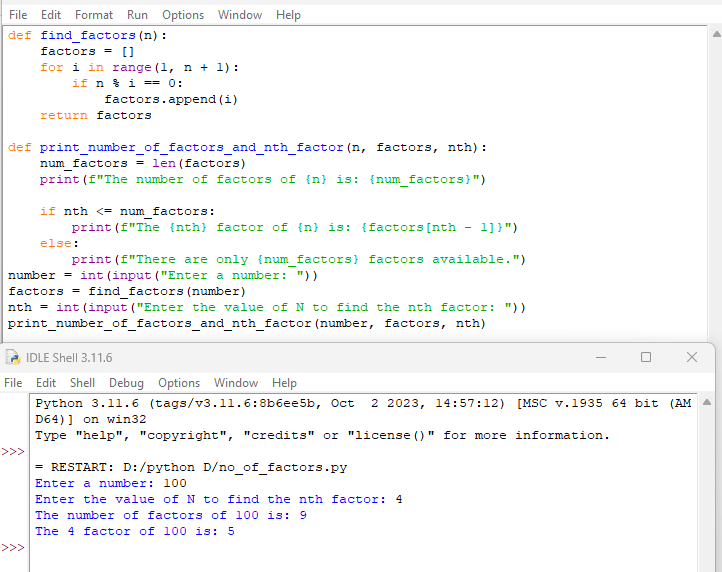 File Edit Format Run Options Window Help
def find_factors(n):
    factors = []
    for i in range(1, n + 1):
        if n % i == 0:
            factors.append(i)
    return factors

def print_number_of_factors_and_nth_factor(n, factors, nth):
    num_factors = len(factors)
    print(f"The number of factors of {n} is: {num_factors}")

    if nth <= num_factors:
        print(f"The {nth} factor of {n} is: {factors[nth - 1]}")
    else:
        print(f"There are only {num_factors} factors available.")
number = int(input("Enter a number: "))
factors = find_factors(number)
nth = int(input("Enter the value of N to find the nth factor: "))
print_number_of_factors_and_nth_factor(number, factors, nth)
IDLE Shell 3.11.6
File Edit Shell Debug Options Window Help
Python 3.11.6 (tags/v3.11.6:8b6ee5b, Oct  2 2023, 14:57:12) [MSC v.1935 64 bit (AM
D64)] on win32
Type "help", "copyright", "credits" or "license()" for more information.
>>>
= RESTART: D:/python D/no_of_factors.py
Enter a number: 100
Enter the value of N to find the nth factor: 4
The number of factors of 100 is: 9
The 4 factor of 100 is: 5
>>>